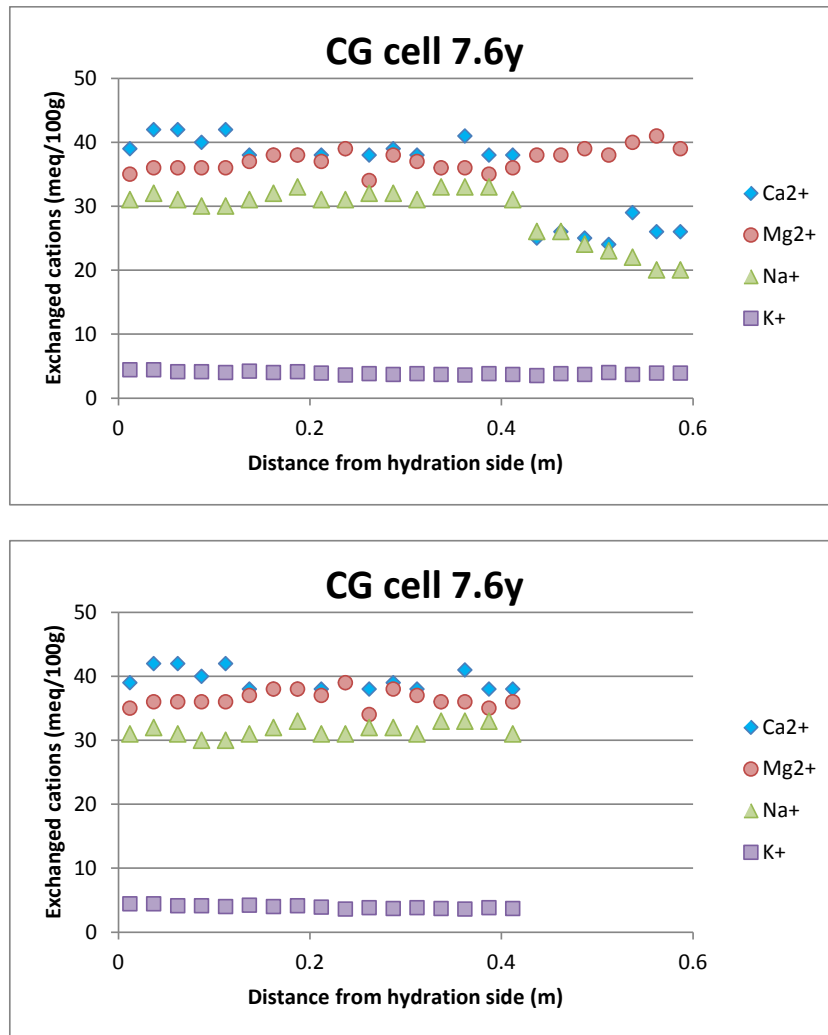 CG cell 7.6y
50
40
30
20
10
0
Exchanged cations (meq/100g)
0 0.2 0.4 0.6
Distance from hydration side (m)
Ca2+
Mg2+
Na+
K+
CG cell 7.6y
50
40
30
20
10
0
Exchanged cations (meq/100g)
0 0.2 0.4 0.6
Distance from hydration side (m)
Ca2+
Mg2+
Na+
K+